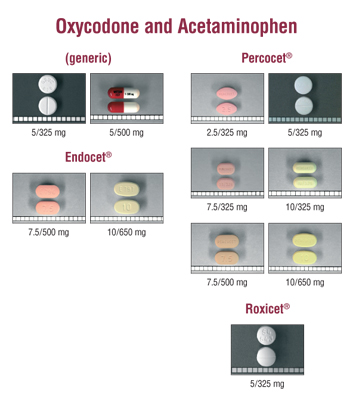 Oxycodone and Acetaminophen
(generic)
5/325 mg
5/500 mg
Endocet®
7.5/500 mg
10/650 mg
Percocet®
2.5/325 mg
5/325 mg
7.5/325 mg
10/325 mg
7.5/500 mg
10/650 mg
Roxicet®
5/325 mg